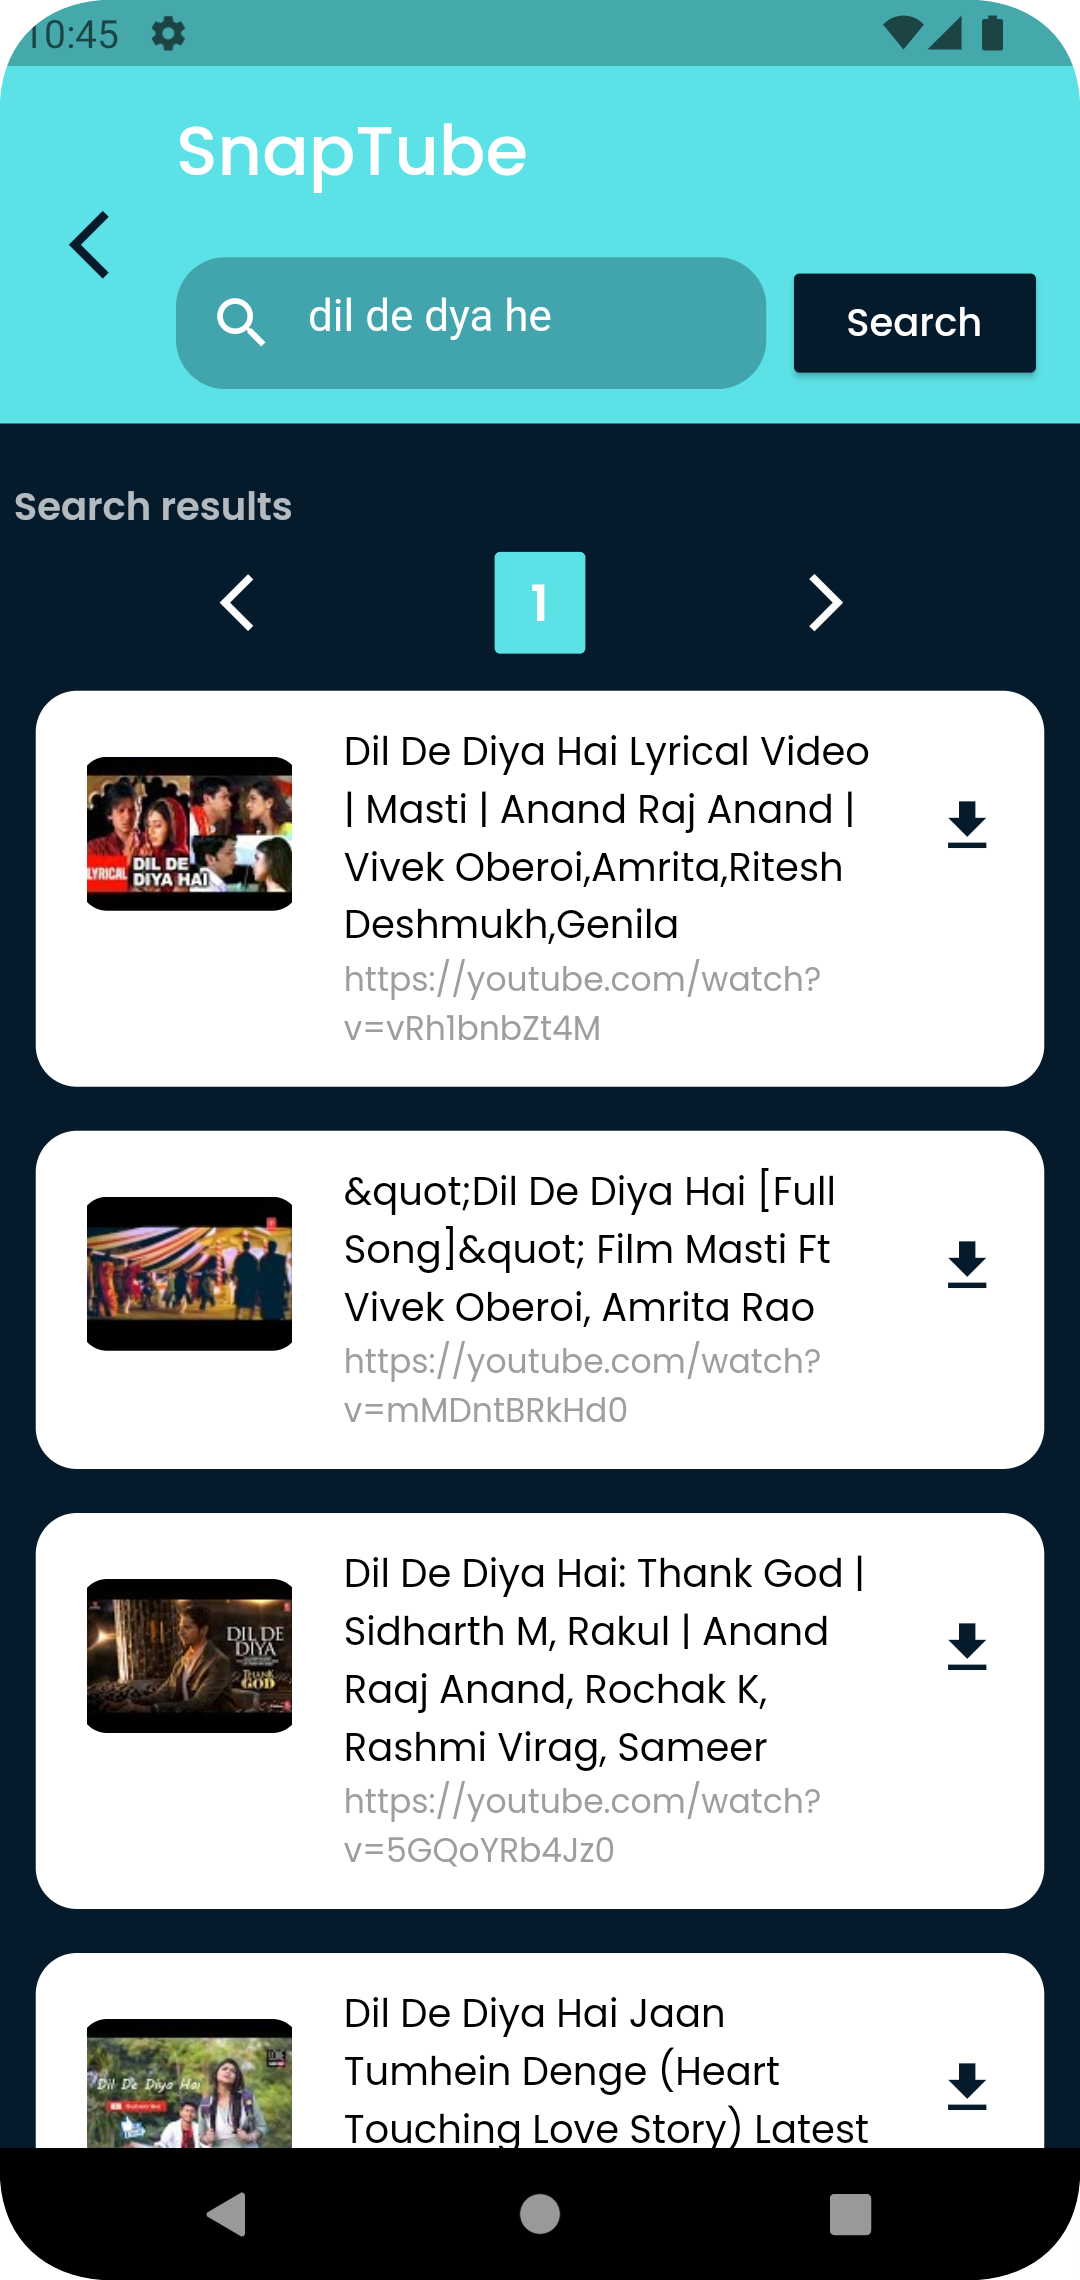 10:45
SnapTube
dil de dya he
Search
Search results
1
Dil De Diya Hai Lyrical Video
| Masti | Anand Raj Anand |
Vivek Oberoi,Amrita,Ritesh
Deshmukh,Genila
https://youtube.com/watch?
v=vRh1bnbZt4M
LYRICAL
DIL DE
DIYA HAI
&quot;Dil De Diya Hai [Full
Song]&quot; Film Masti Ft
Vivek Oberoi, Amrita Rao
https://youtube.com/watch?
v=mMDntBRkHd0
Dil De Diya Hai: Thank God |
Sidharth M, Rakul | Anand
Raaj Anand, Rochak K,
Rashmi Virag, Sameer
https://youtube.com/watch?
v=5GQoYRb4Jz0
DIL DE
DIYA
THANK
GOD
Dil De Diya Hai Jaan
Tumhein Denge (Heart
Touching Love Story) Latest
Dil De Diya Hai
Subscribe